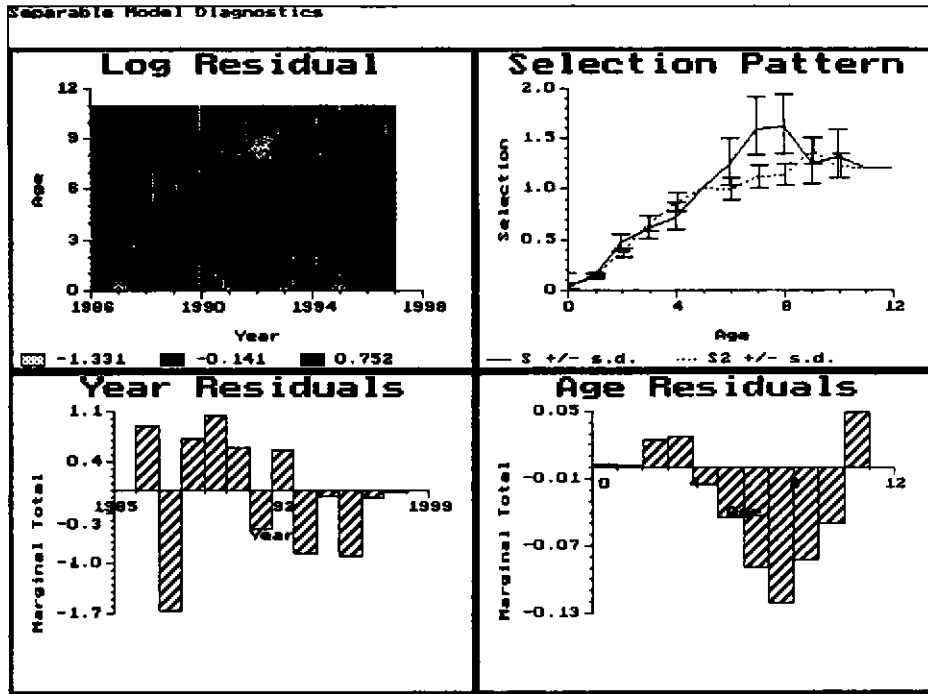 Separable Model Diagnostics
Log Residual
12
9
6
3
0
Age
1986 1990 1994 1998
Year
-1.331 -0.141 0.752
Selection Pattern
2.0
1.5
1.0
0.5
0
Selection
0 4 8 12
Age
S +/- s.d. S2 +/- s.d.
Year Residuals
1.1
0.4
-0.3
-1.0
-1.7
Marginal Total
1985 92 1999
Year
Age Residuals
0.05
-0.01
-0.07
-0.13
Marginal Total
0 12